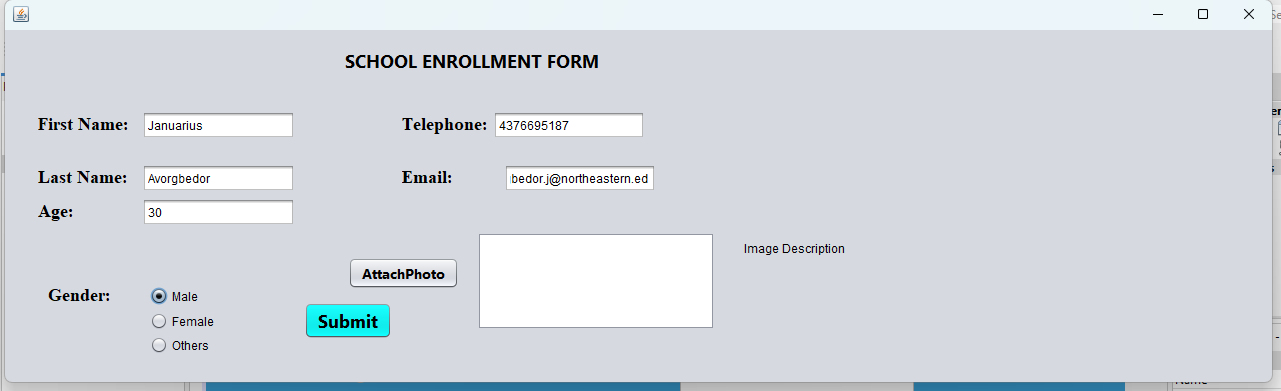 SCHOOL ENROLLMENT FORM
First Name: Januarius Telephone: 4376695187
Last Name: Avorgbedor Email: bedor.j@northeastern.ed
Age: 30
Image Description
AttachPhoto
Gender: Male
Submit
Female
Others
Name